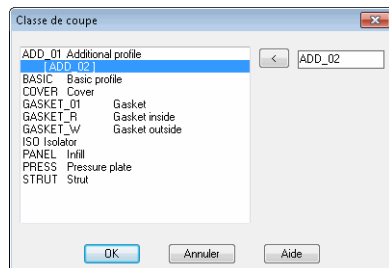 Classe de coupe
ADD_01 Additional profile
[ADD_02]
< ADD_02
BASIC Basic profile
COVER Cover
GASKET_01 Gasket
GASKET_R Gasket inside
GASKET_W Gasket outside
ISO Isolator
PANEL Infill
PRESS Pressure plate
STRUT Strut
OK Annuler Aide